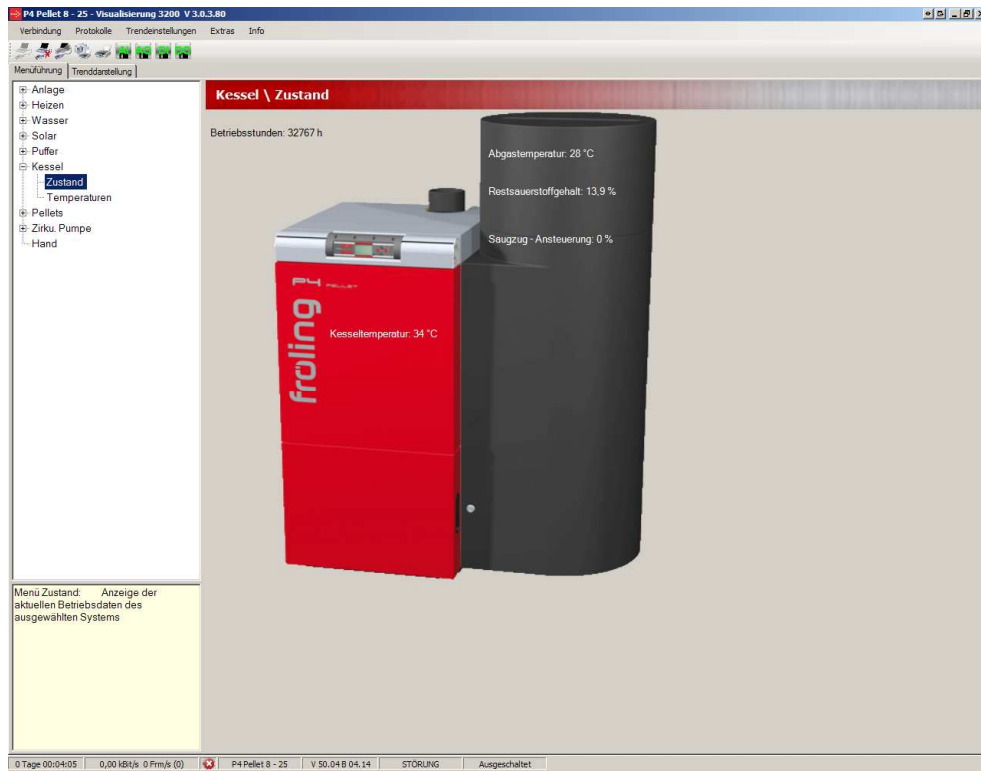 P4 Pellet 8 - 25 - Visualisierung 3200 V 3.0.3.80
Verbindung Protokolle Trendeinstellungen Extras Info
Menüführung Trenddarstellung
Anlage
Heizen
Wasser
Solar
Puffer
Kessel
Zustand
Temperaturen
Pellets
Zirku. Pumpe
Hand
Kessel \ Zustand
Betriebsstunden: 32767 h
Abgastemperatur: 28 °C
Restsauerstoffgehalt: 13,9 %
Saugzug - Ansteuerung: 0 %
P4 PELLET
fröling
Kesseltemperatur: 34 °C
Menü Zustand: Anzeige der
aktuellen Betriebsdaten des
ausgewählten Systems
0 Tage 00:04:05 0,00 kBit/s 0 Frm/s (0) P4 Pellet 8 - 25 V 50.04 B 04.14 STÖRUNG Ausgeschaltet